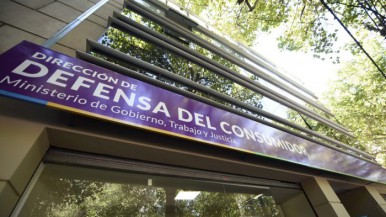 DIRECCIÓN DE
DEFENSA DEL CONSUMIDOR
Ministerio de Gobierno, Trabajo y Justicia